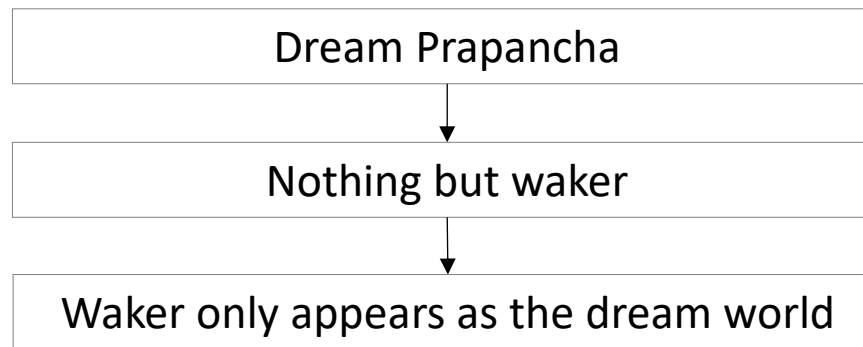 Dream Prapancha
Nothing but waker
Waker only appears as the dream world